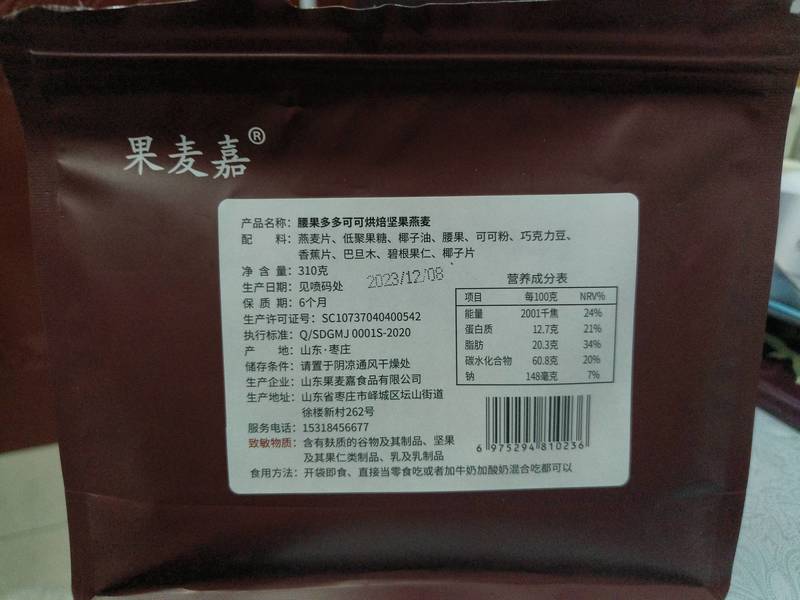 果麦嘉®
产品名称：腰果多多可可烘焙坚果燕麦
配 料：燕麦片、低聚果糖、椰子油、腰果、可可粉、巧克力豆、
香蕉片、巴旦木、碧根果仁、椰子片
净 含 量：310克
生产日期：见喷码处
2023/12/08
保 质 期：6个月
生产许可证号：SC10737040400542
执行标准：Q/SDGMJ 0001S-2020
产 地：山东·枣庄
储存条件：请置于阴凉通风干燥处
生产企业：山东果麦嘉食品有限公司
生产地址：山东省枣庄市峄城区坛山街道
徐楼新村262号
服务电话：15318456677
致敏物质：含有麸质的谷物及其制品、坚果
及其果仁类制品、乳及乳制品
食用方法：开袋即食、直接当零食吃或者加牛奶加酸奶混合吃都可以
营养成分表
项目 每100克 NRV%
能量 2001千焦 24%
蛋白质 12.7克 21%
脂肪 20.3克 34%
碳水化合物 60.8克 20%
钠 148毫克 7%
6 975294 810236